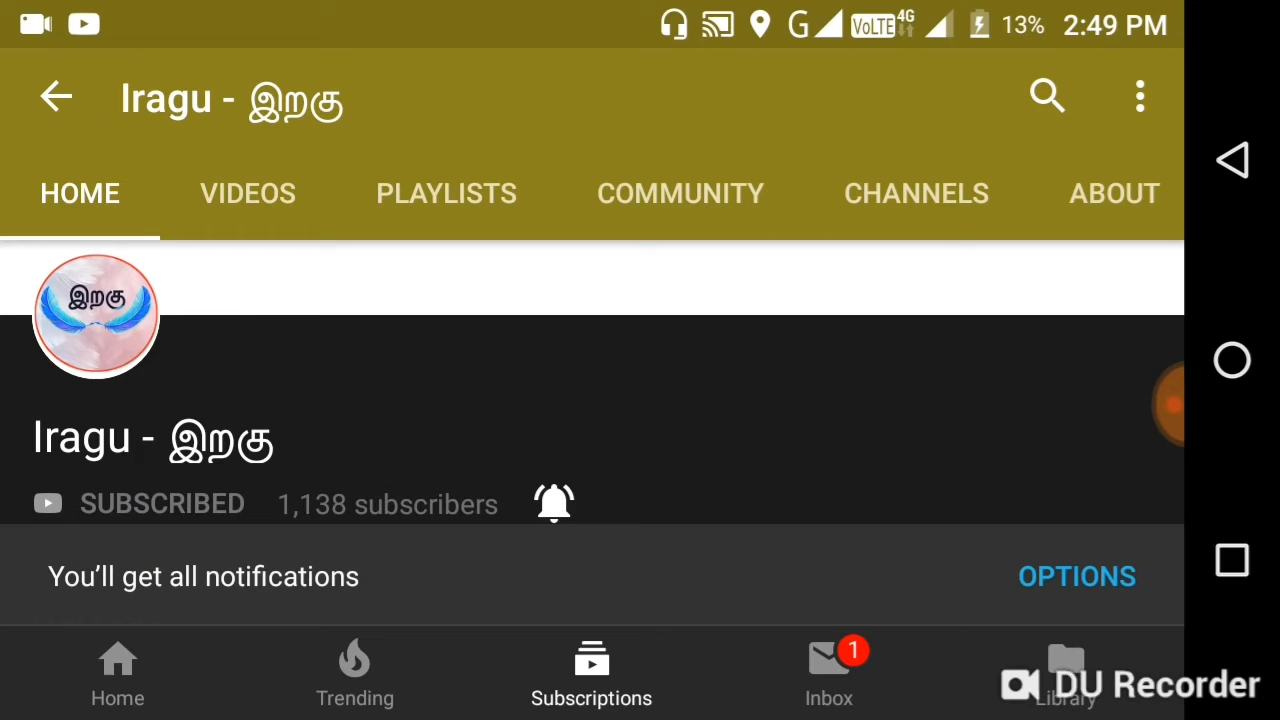 G VoLTE 4G 13% 2:49 PM
Iragu - இறகு
HOME VIDEOS PLAYLISTS COMMUNITY CHANNELS ABOUT
இறகு
Iragu - இறகு
SUBSCRIBED 1,138 subscribers
You'll get all notifications OPTIONS
1
Home Trending Subscriptions Inbox Library
DU Recorder